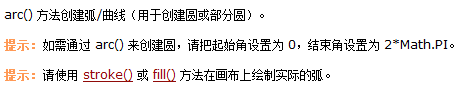 arc() 方法创建弧/曲线（用于创建圆或部分圆）。
提示：如需通过 arc() 来创建圆，请把起始角设置为 0，结束角设置为 2*Math.PI。
提示：请使用 stroke() 或 fill() 方法在画布上绘制实际的弧。